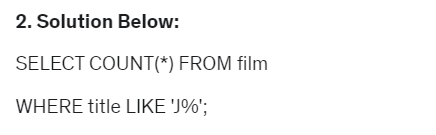 2. Solution Below:
SELECT COUNT(*) FROM film
WHERE title LIKE 'J%';